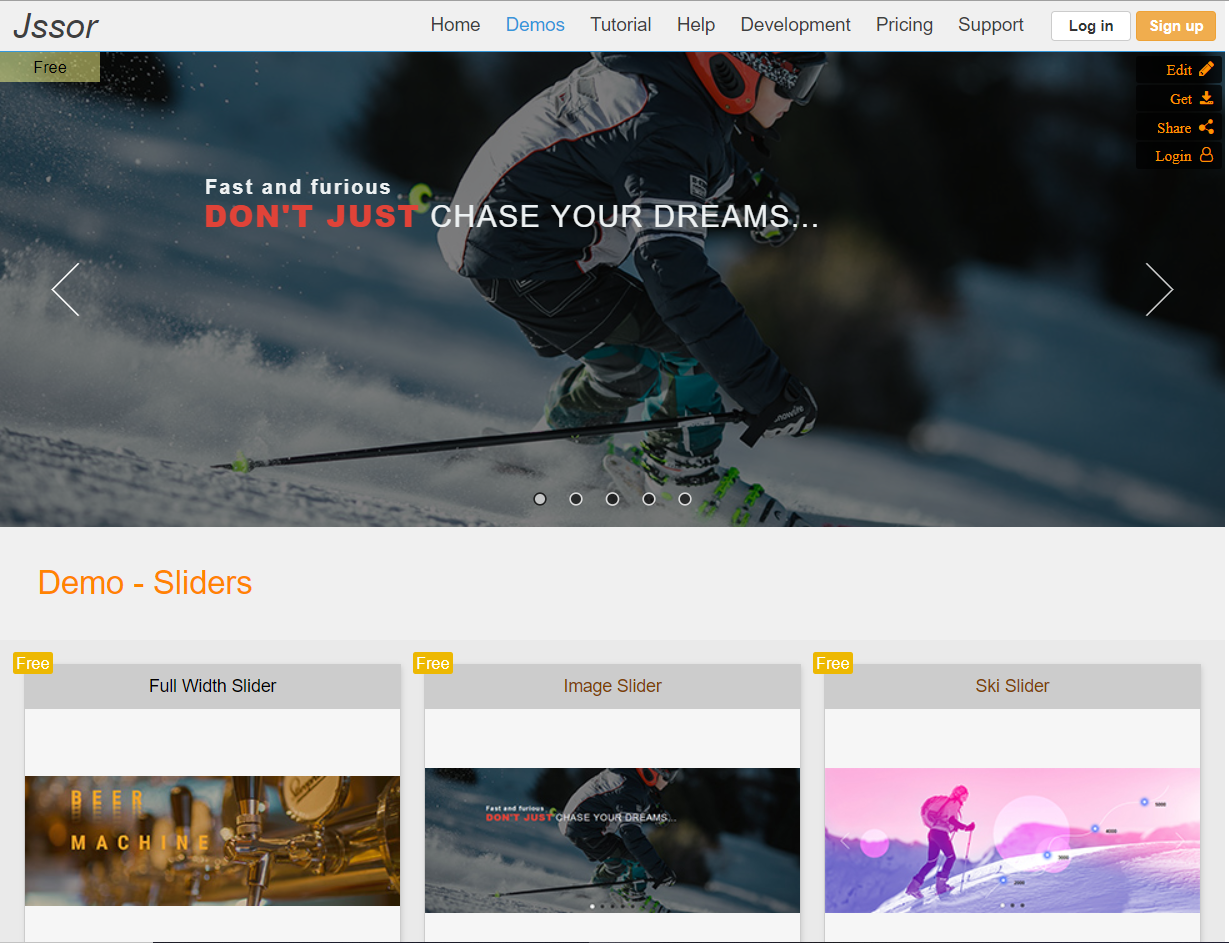 Jssor
Home Demos Tutorial Help Development Pricing Support Log in Sign up
Free
Edit
Get
Share
Login
Fast and furious
DON'T JUST CHASE YOUR DREAMS...
Demo - Sliders
Free
Full Width Slider
BEER
MACHINE
Free
Image Slider
Fast and furious
DON'T JUST CHASE YOUR DREAMS...
Free
Ski Slider
5000
4000